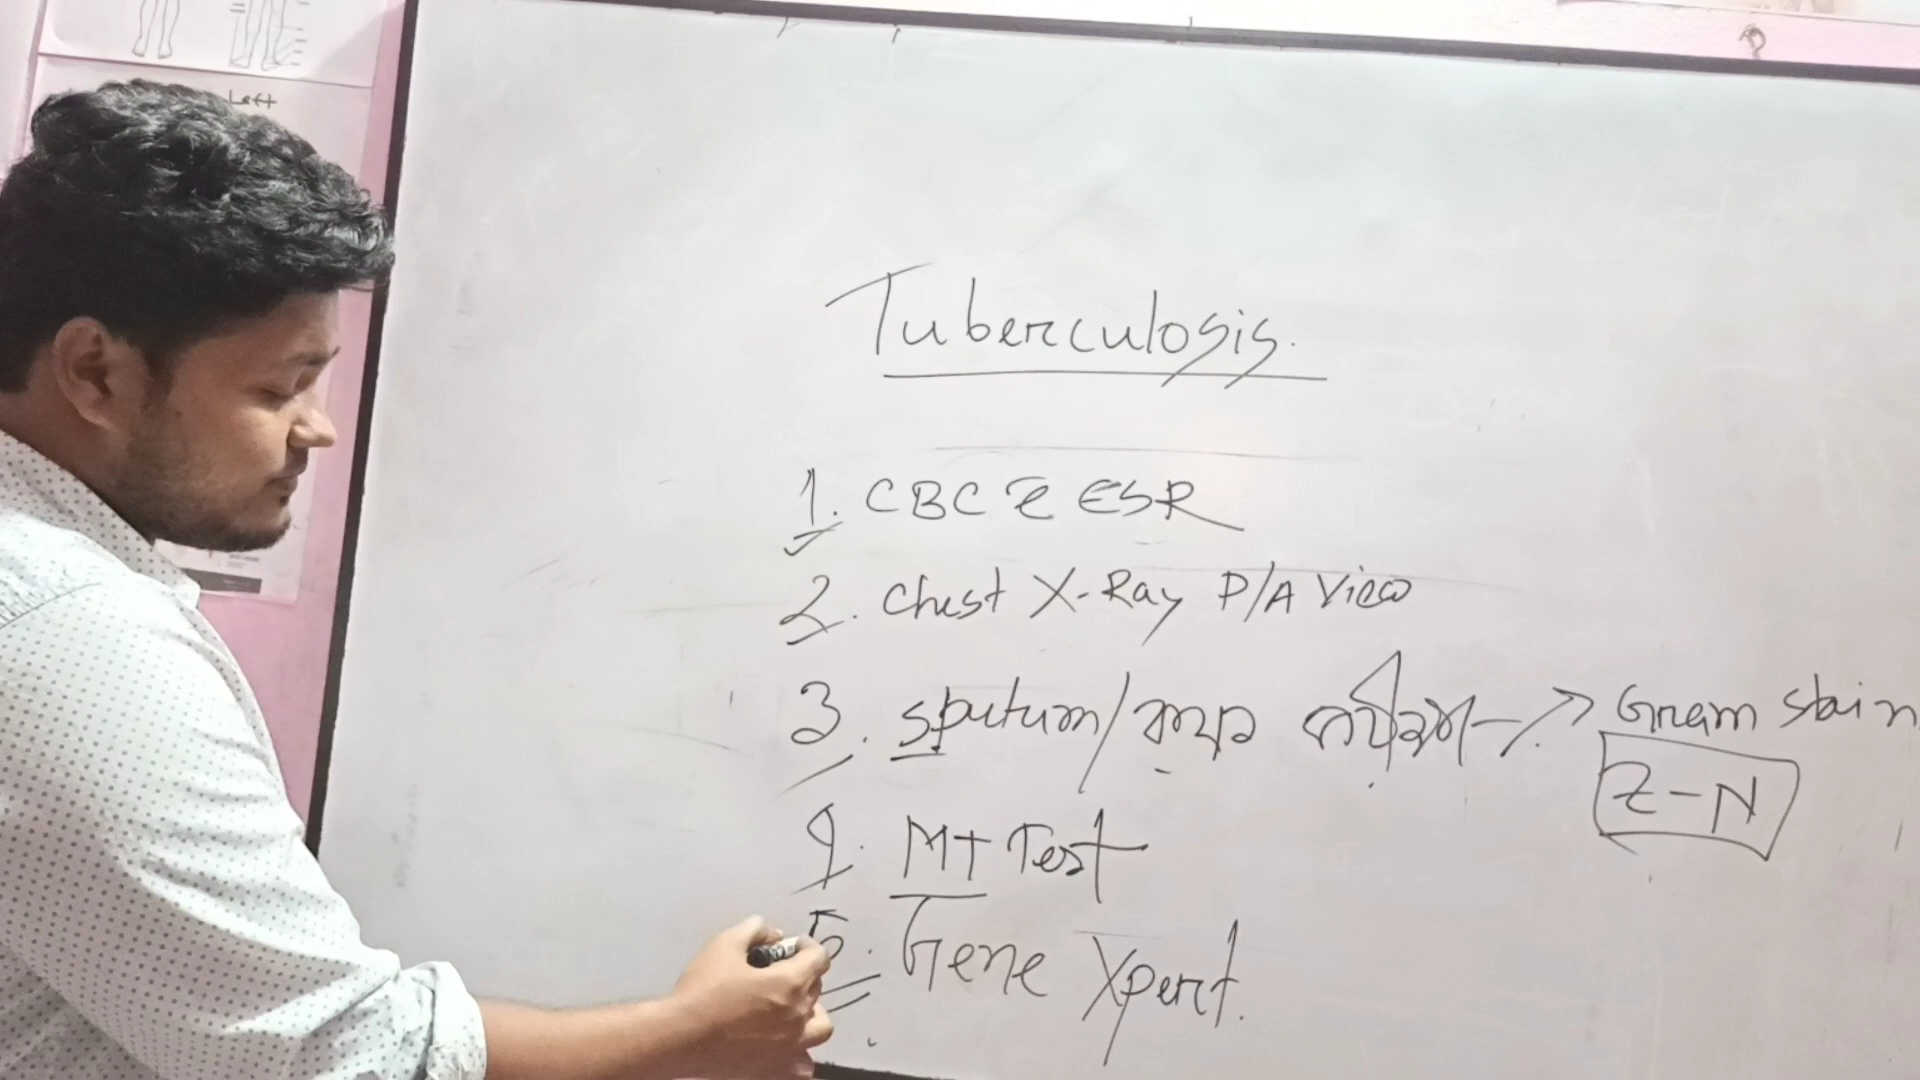 Left
Tuberculosis.
1. CBC c̄ ESR
2. Chest X-Ray P/A View
3. Sputum/কফ পরীক্ষা → Gram stain
Z-N
4. MT Test
5. Gene Xpert.